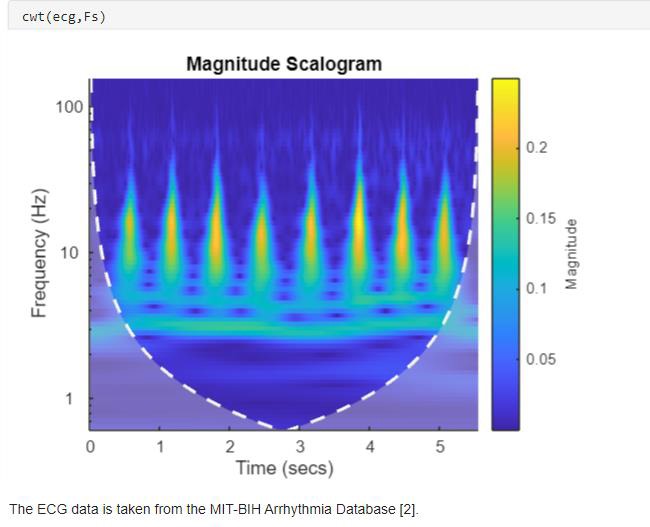 cwt(ecg,Fs)
Magnitude Scalogram
100
10
1
Frequency (Hz)
0 1 2 3 4 5
Time (secs)
0.2
0.15
0.1
0.05
Magnitude
The ECG data is taken from the MIT-BIH Arrhythmia Database [2].